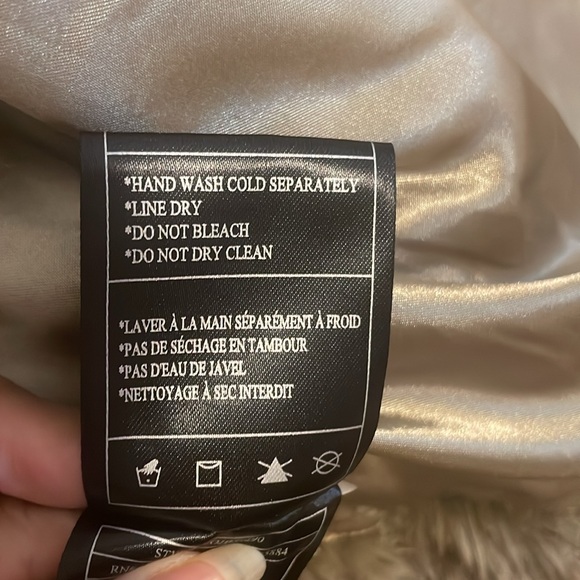 *HAND WASH COLD SEPARATELY
*LINE DRY
*DO NOT BLEACH
*DO NOT DRY CLEAN
*LAVER À LA MAIN SÉPARÉMENT À FROID
*PAS DE SÉCHAGE EN TAMBOUR
*PAS D'EAU DE JAVEL
*NETTOYAGE À SEC INTERDIT